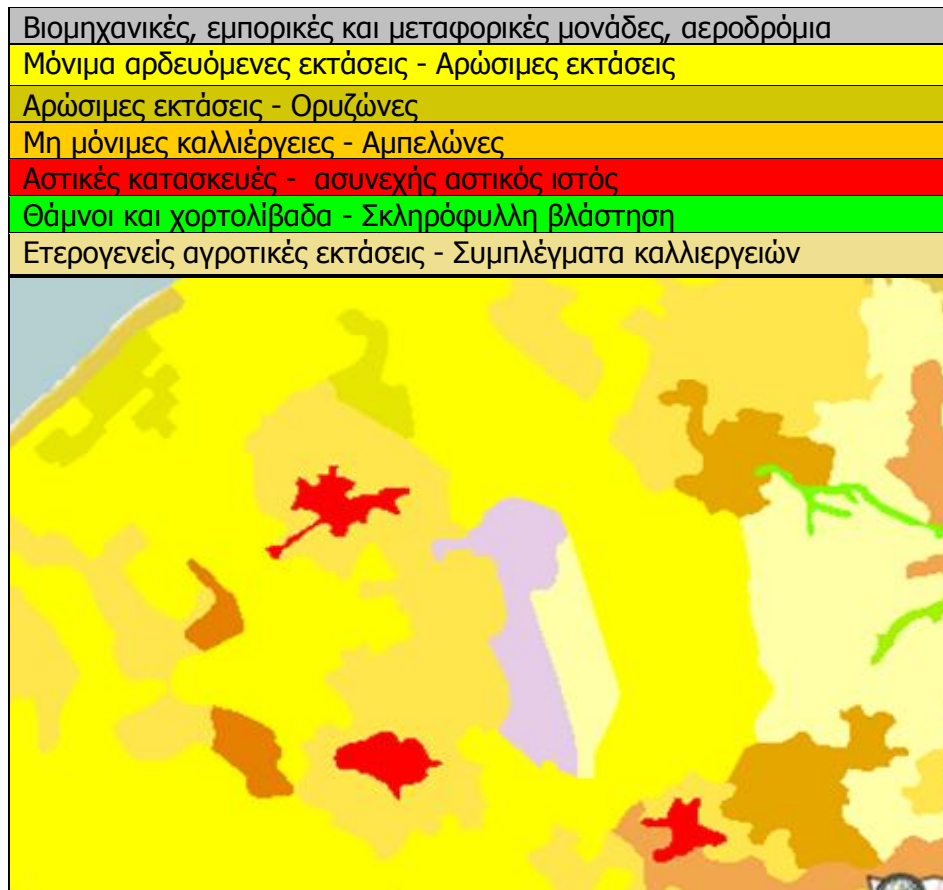 Βιομηχανικές, εμπορικές και μεταφορικές μονάδες, αεροδρόμια
Μόνιμα αρδευόμενες εκτάσεις - Αρώσιμες εκτάσεις
Αρώσιμες εκτάσεις - Ορυζώνες
Μη μόνιμες καλλιέργειες - Αμπελώνες
Αστικές κατασκευές -  ασυνεχής αστικός ιστός
Θάμνοι και χορτολίβαδα - Σκληρόφυλλη βλάστηση
Ετερογενείς αγροτικές εκτάσεις - Συμπλέγματα καλλιεργειών